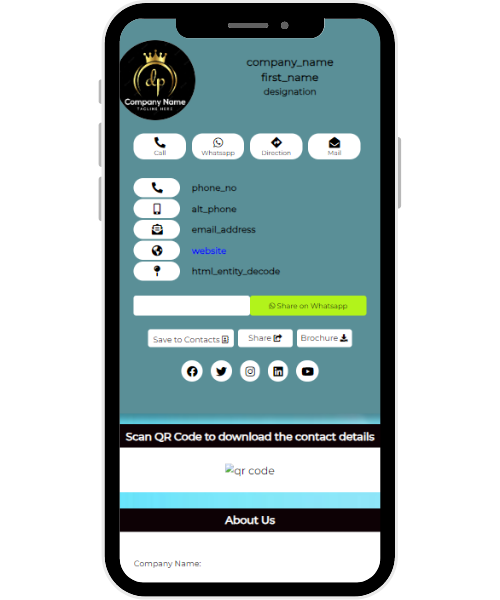 dp
Company Name
TAGLINE HERE
company_name
first_name
designation
Call
Whatsapp
Direction
Mail
phone_no
alt_phone
email_address
website
html_entity_decode
Share on Whatsapp
Save to Contacts
Share
Brochure
Scan QR Code to download the contact details
qr code
About Us
Company Name: